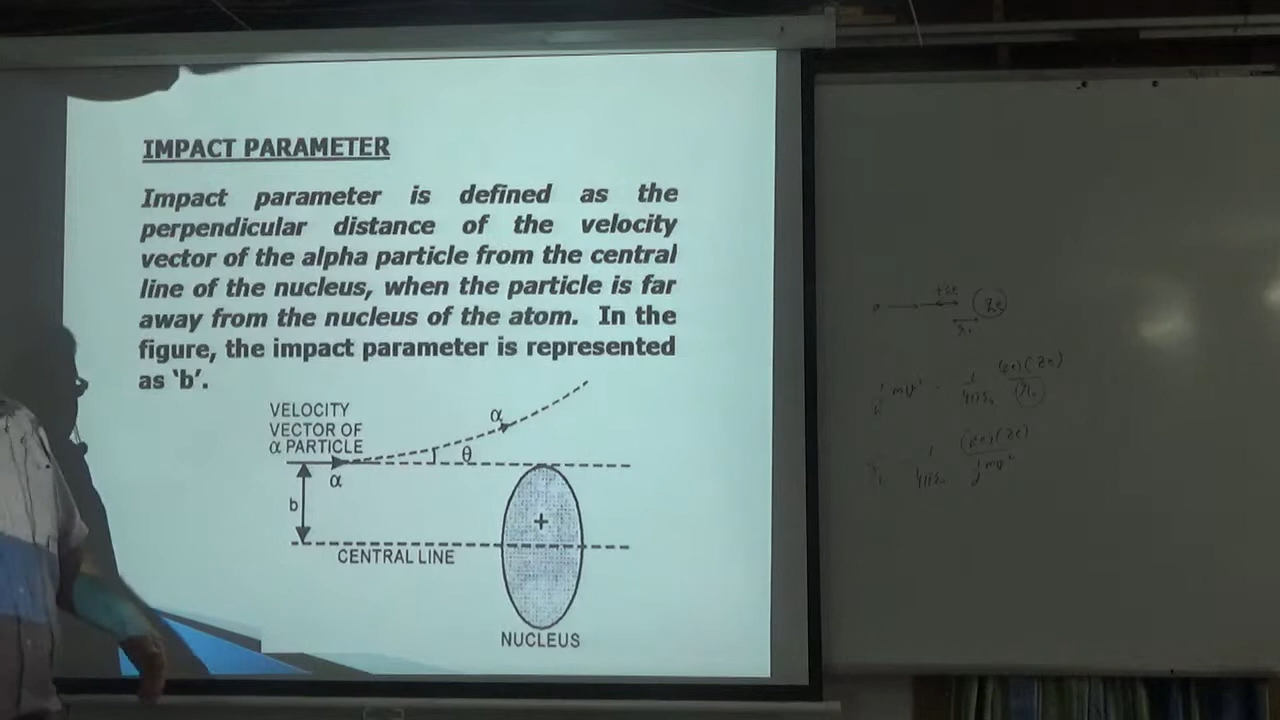 IMPACT PARAMETER
Impact parameter is defined as the
perpendicular distance of the velocity
vector of the alpha particle from the central
line of the nucleus, when the particle is far
away from the nucleus of the atom. In the
figure, the impact parameter is represented
as ‘b’.
VELOCITY
VECTOR OF
α PARTICLE
α
θ
α
b
+
CENTRAL LINE
NUCLEUS
Ze